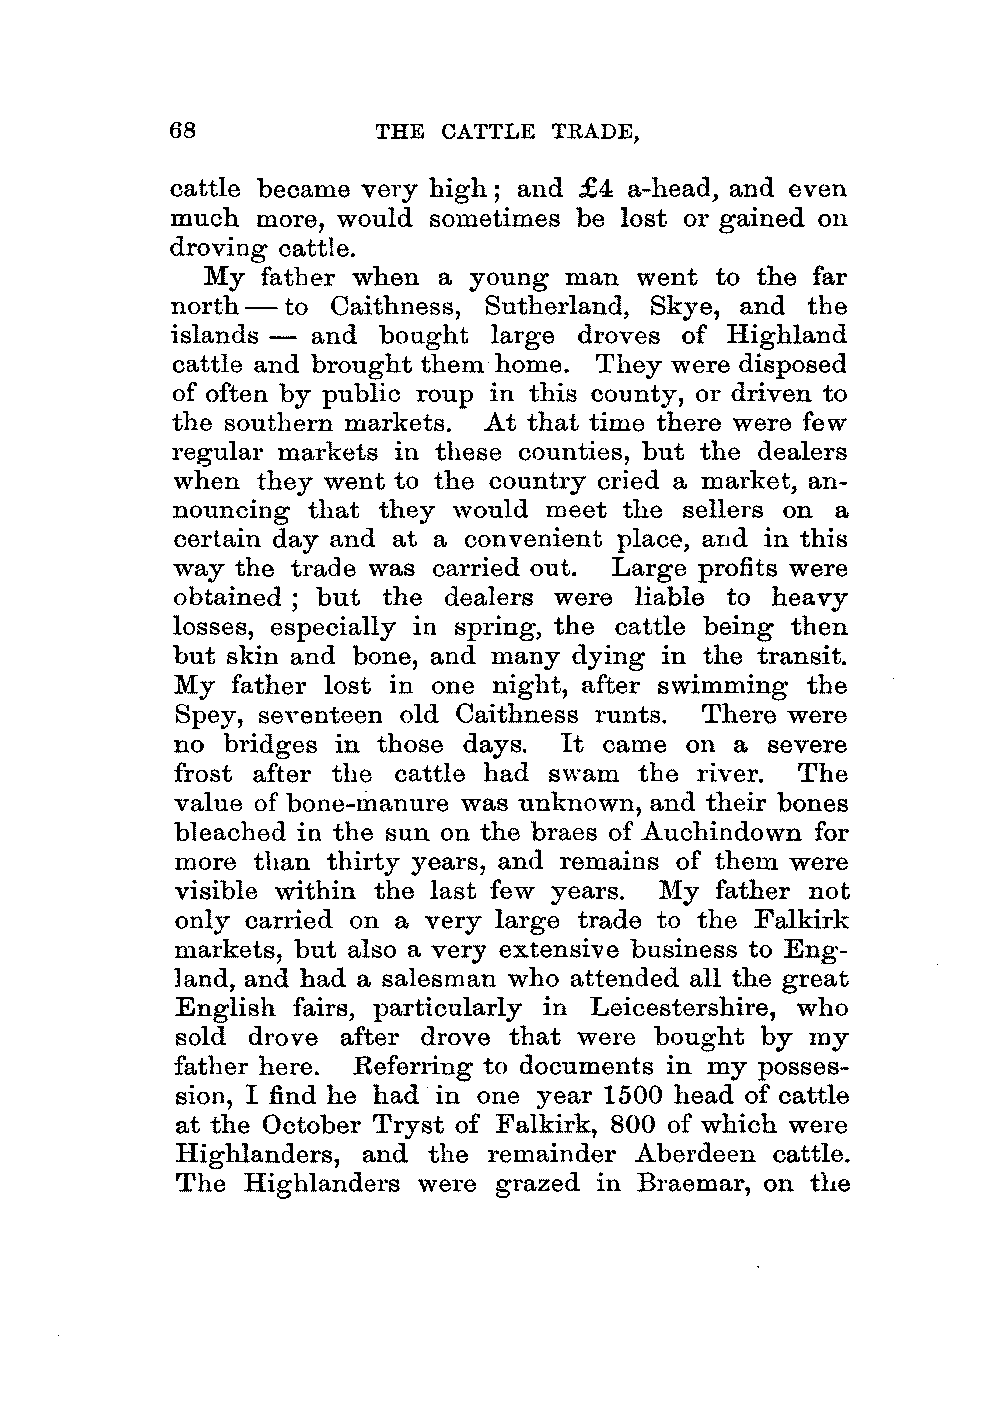 68 THE CATTLE TRADE,
cattle became very high; and £4 a-head, and even
much more, would sometimes be lost or gained on
droving cattle.
My father when a young man went to the far
north — to Caithness, Sutherland, Skye, and the
islands — and bought large droves of Highland
cattle and brought them home. They were disposed
of often by public roup in this county, or driven to
the southern markets. At that time there were few
regular markets in these counties, but the dealers
when they went to the country cried a market, an-
nouncing that they would meet the sellers on a
certain day and at a convenient place, and in this
way the trade was carried out. Large profits were
obtained ; but the dealers were liable to heavy
losses, especially in spring, the cattle being then
but skin and bone, and many dying in the transit.
My father lost in one night, after swimming the
Spey, seventeen old Caithness runts. There were
no bridges in those days. It came on a severe
frost after the cattle had swam the river. The
value of bone-manure was unknown, and their bones
bleached in the sun on the braes of Auchindown for
more than thirty years, and remains of them were
visible within the last few years. My father not
only carried on a very large trade to the Falkirk
markets, but also a very extensive business to Eng-
land, and had a salesman who attended all the great
English fairs, particularly in Leicestershire, who
sold drove after drove that were bought by my
father here. Referring to documents in my posses-
sion, I find he had in one year 1500 head of cattle
at the October Tryst of Falkirk, 800 of which were
Highlanders, and the remainder Aberdeen cattle.
The Highlanders were grazed in Braemar, on the